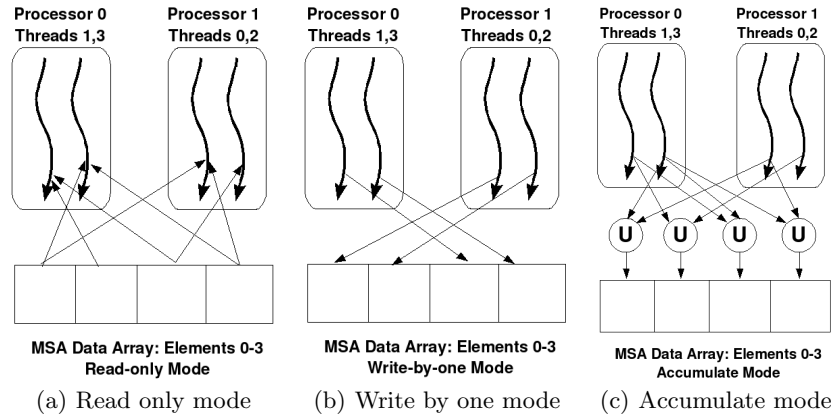 Processor 0
Threads 1,3
Processor 1
Threads 0,2
MSA Data Array: Elements 0-3
Read-only Mode
(a) Read only mode
Processor 0
Threads 1,3
Processor 1
Threads 0,2
MSA Data Array: Elements 0-3
Write-by-one Mode
(b) Write by one mode
Processor 0
Threads 1,3
Processor 1
Threads 0,2
U U U U
MSA Data Array: Elements 0-3
Accumulate Mode
(c) Accumulate mode